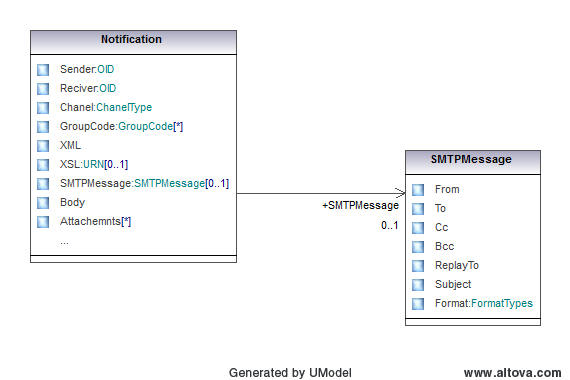 Notification
Sender:OID
Reciver:OID
Chanel:ChanelType
GroupCode:GroupCode[*]
XML
XSL:URN[0..1]
SMTPMessage:SMTPMessage[0..1]
Body
Attachemnts[*]
...
+SMTPMessage
0..1
SMTPMessage
From
To
Cc
Bcc
ReplayTo
Subject
Format:FormatTypes
Generated by UModel
www.altova.com